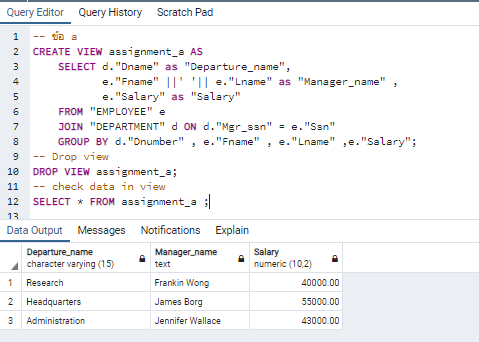 Query Editor Query History Scratch Pad
1 -- ข้อ a
2 CREATE VIEW assignment_a AS
3 SELECT d."Dname" as "Departure_name",
4 e."Fname" ||' '|| e."Lname" as "Manager_name" ,
5 e."Salary" as "Salary"
6 FROM "EMPLOYEE" e
7 JOIN "DEPARTMENT" d ON d."Mgr_ssn" = e."Ssn"
8 GROUP BY d."Dnumber" , e."Fname" , e."Lname" ,e."Salary";
9 -- Drop view
10 DROP VIEW assignment_a;
11 -- check data in view
12 SELECT * FROM assignment_a ;
13
Data Output Messages Notifications Explain
Departure_name Manager_name Salary
character varying (15) text numeric (10,2)
1 Research Frankin Wong 40000.00
2 Headquarters James Borg 55000.00
3 Administration Jennifer Wallace 43000.00